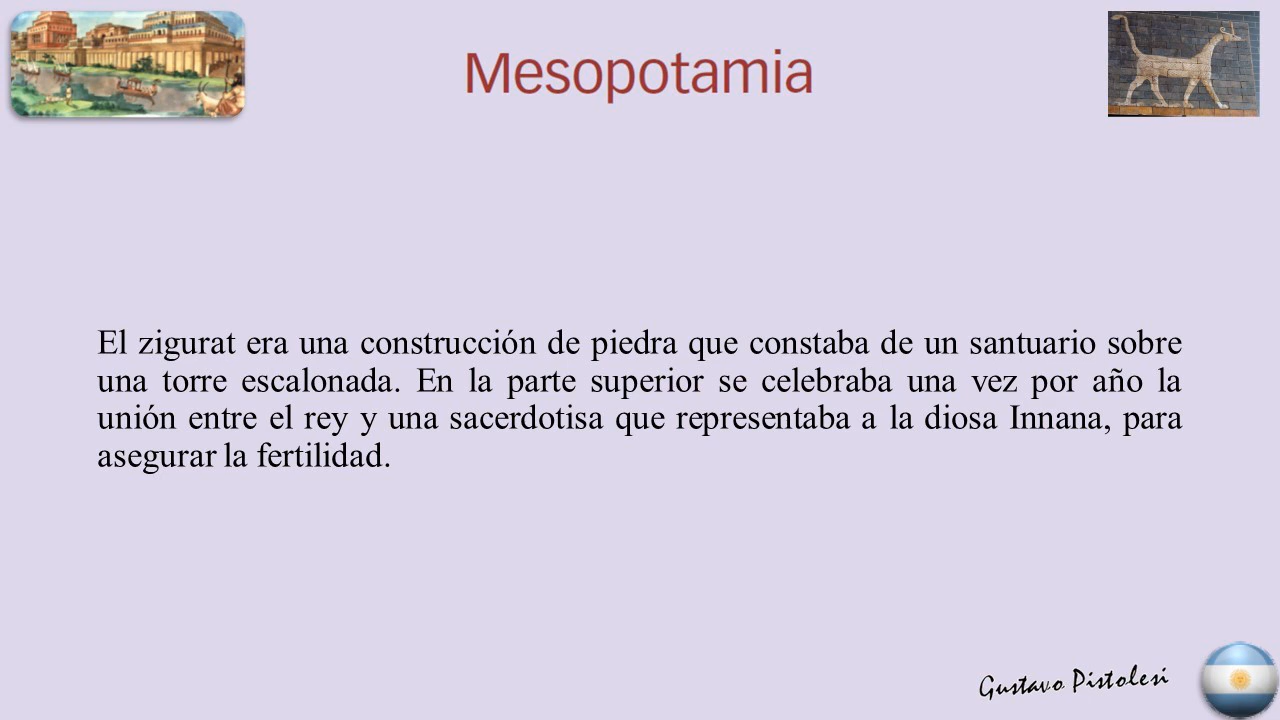 Mesopotamia
El zigurat era una construcción de piedra que constaba de un santuario sobre
una torre escalonada. En la parte superior se celebraba una vez por año la
unión entre el rey y una sacerdotisa que representaba a la diosa Innana, para
asegurar la fertilidad.
Gustavo Pistolesi